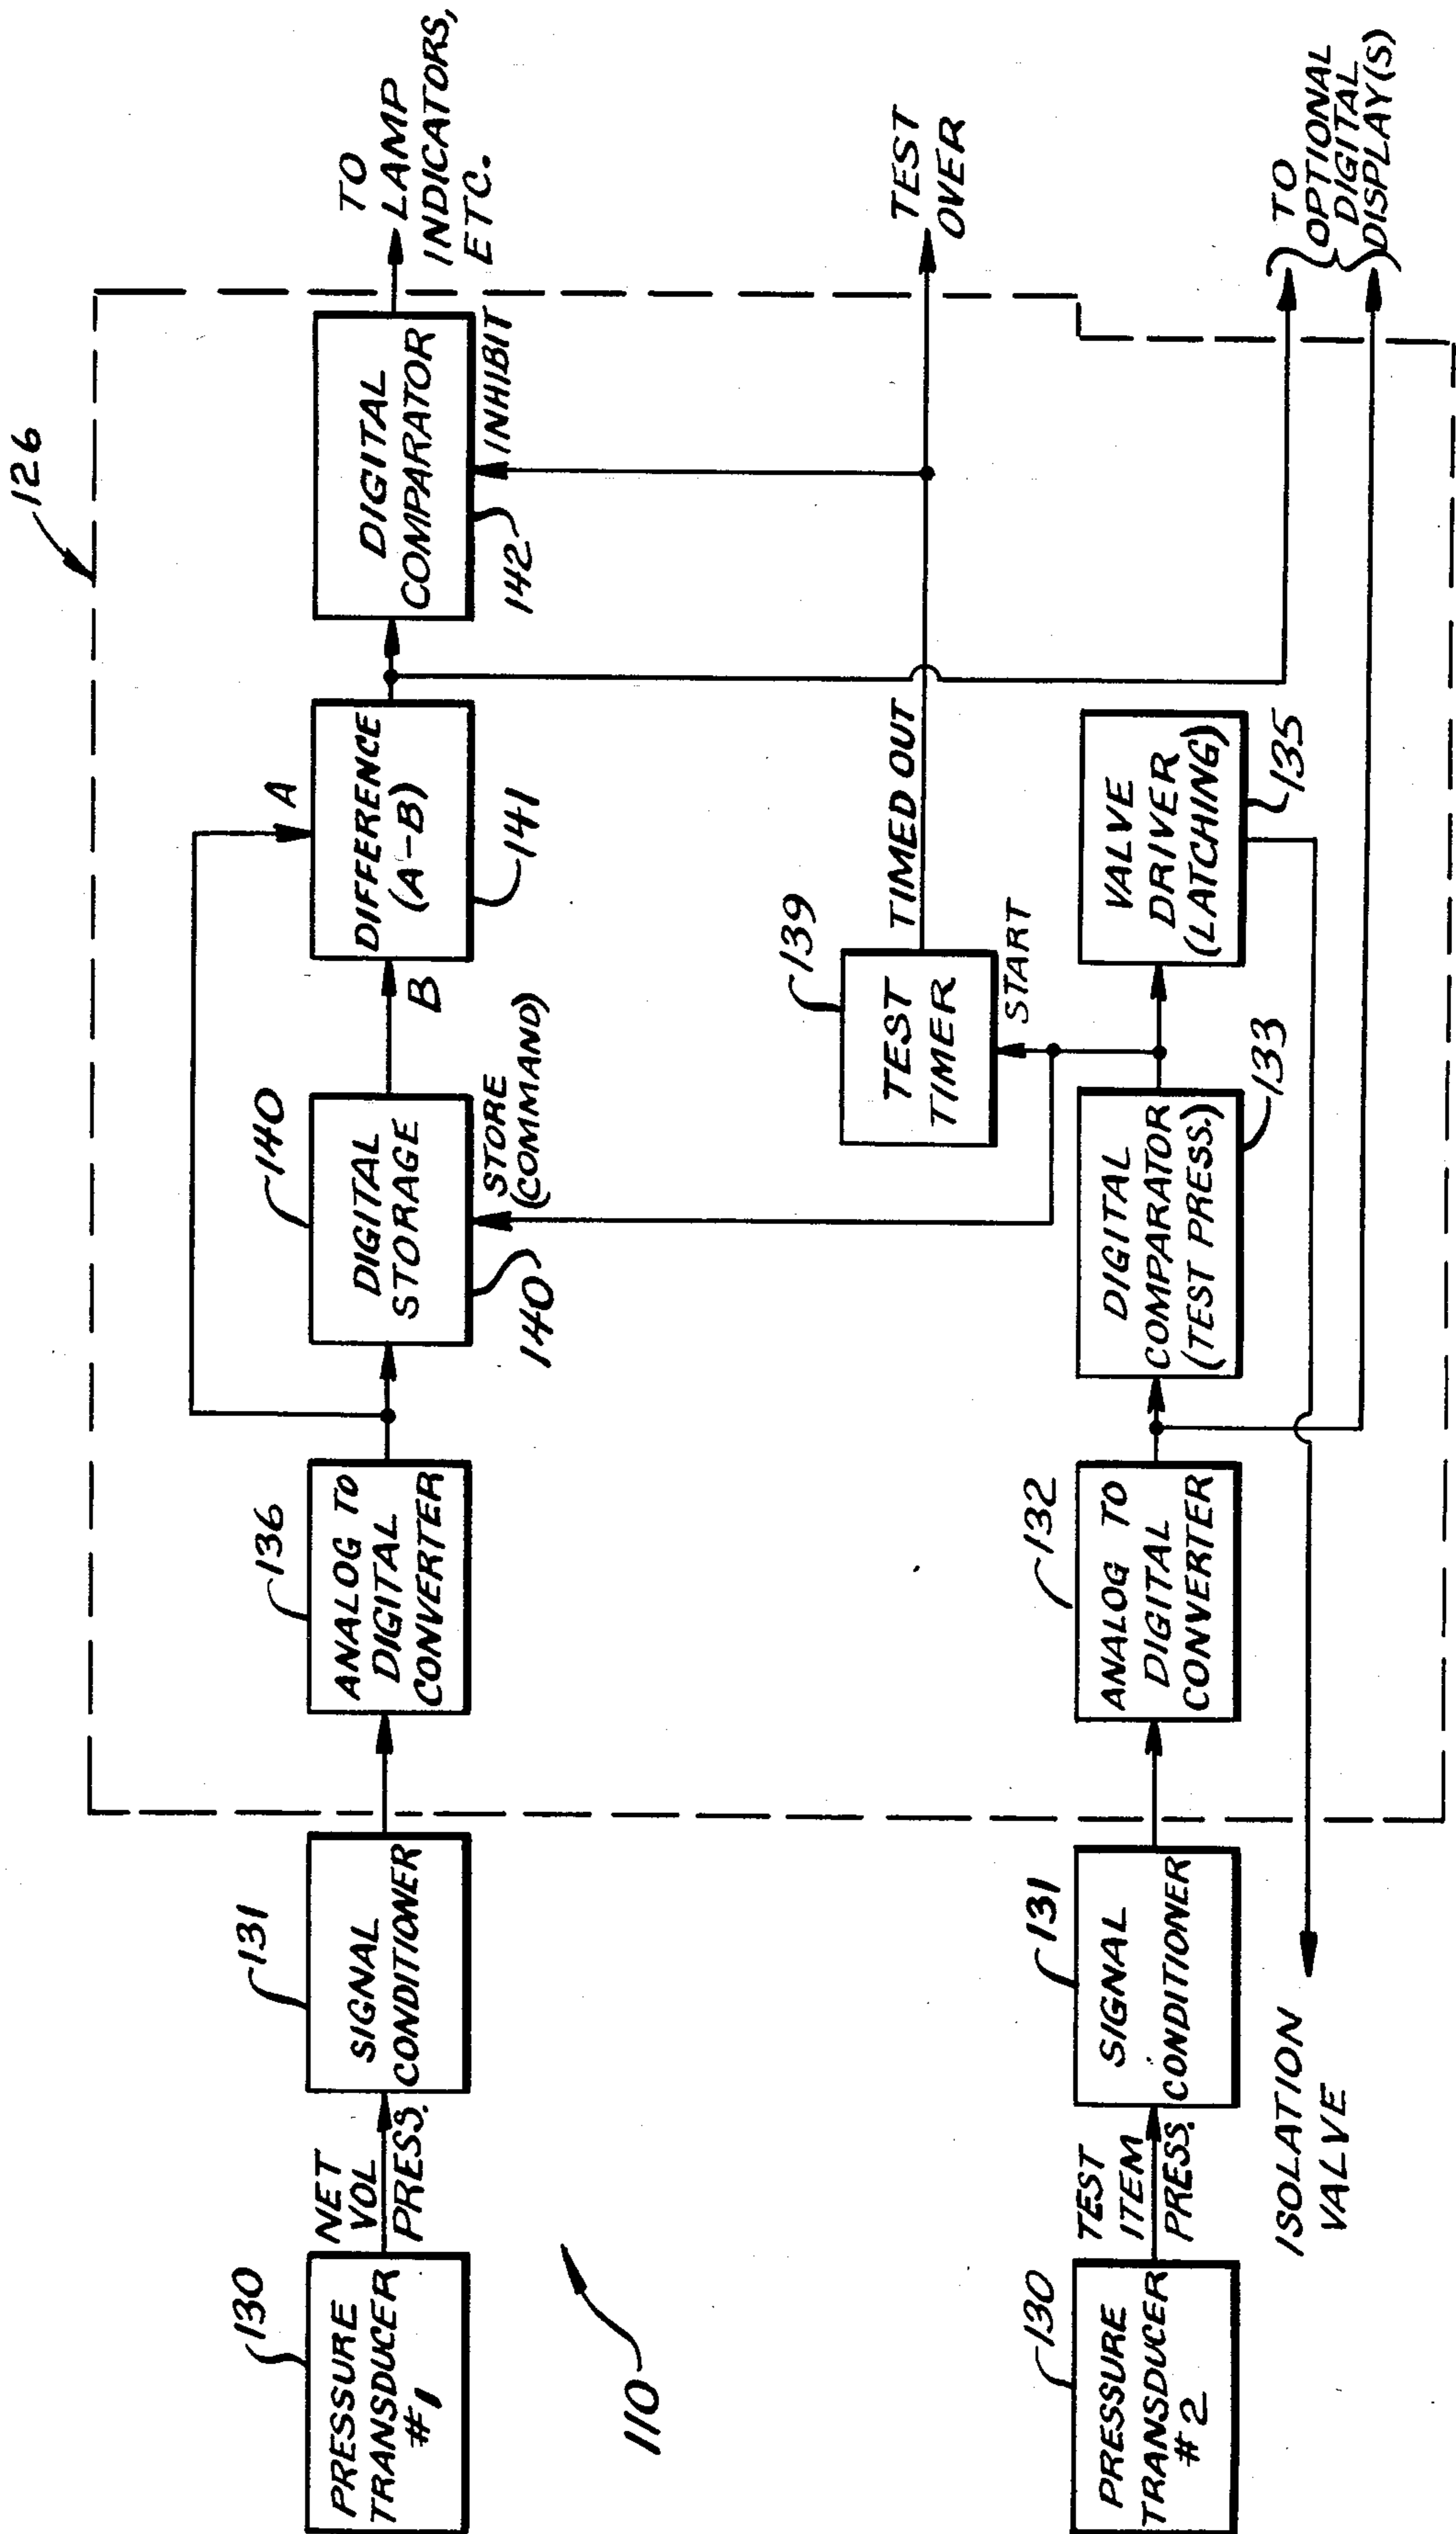 126
130
PRESSURE
TRANSDUCER
#1
NET
VOL
PRESS.
131
SIGNAL
CONDITIONER
136
ANALOG TO
DIGITAL
CONVERTER
140
DIGITAL
STORAGE
140
STORE
(COMMAND)
A
B
DIFFERENCE
(A-B)
141
DIGITAL
COMPARATOR
142
INHIBIT
TO
LAMP
INDICATORS,
ETC.
110
139
TEST
TIMER
START
TIMED OUT
TEST
OVER
130
PRESSURE
TRANSDUCER
#2
TEST
ITEM
PRESS.
131
SIGNAL
CONDITIONER
132
ANALOG TO
DIGITAL
CONVERTER
DIGITAL
COMPARATOR
(TEST PRESS.)
133
VALVE
DRIVER
(LATCHING)
135
TO
OPTIONAL
DIGITAL
DISPLAY(S)
ISOLATION
VALVE